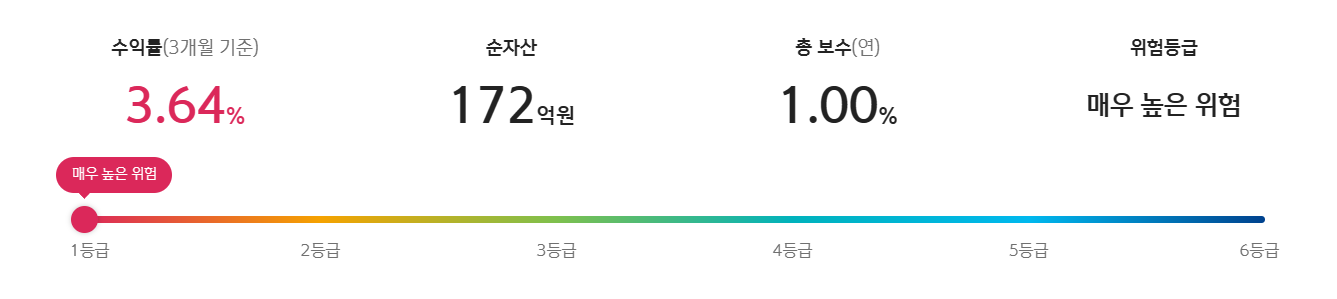 수익률(3개월 기준)
순자산
총 보수(연)
위험등급
3.64%
172억원
1.00%
매우 높은 위험
매우 높은 위험
1등급
2등급
3등급
4등급
5등급
6등급